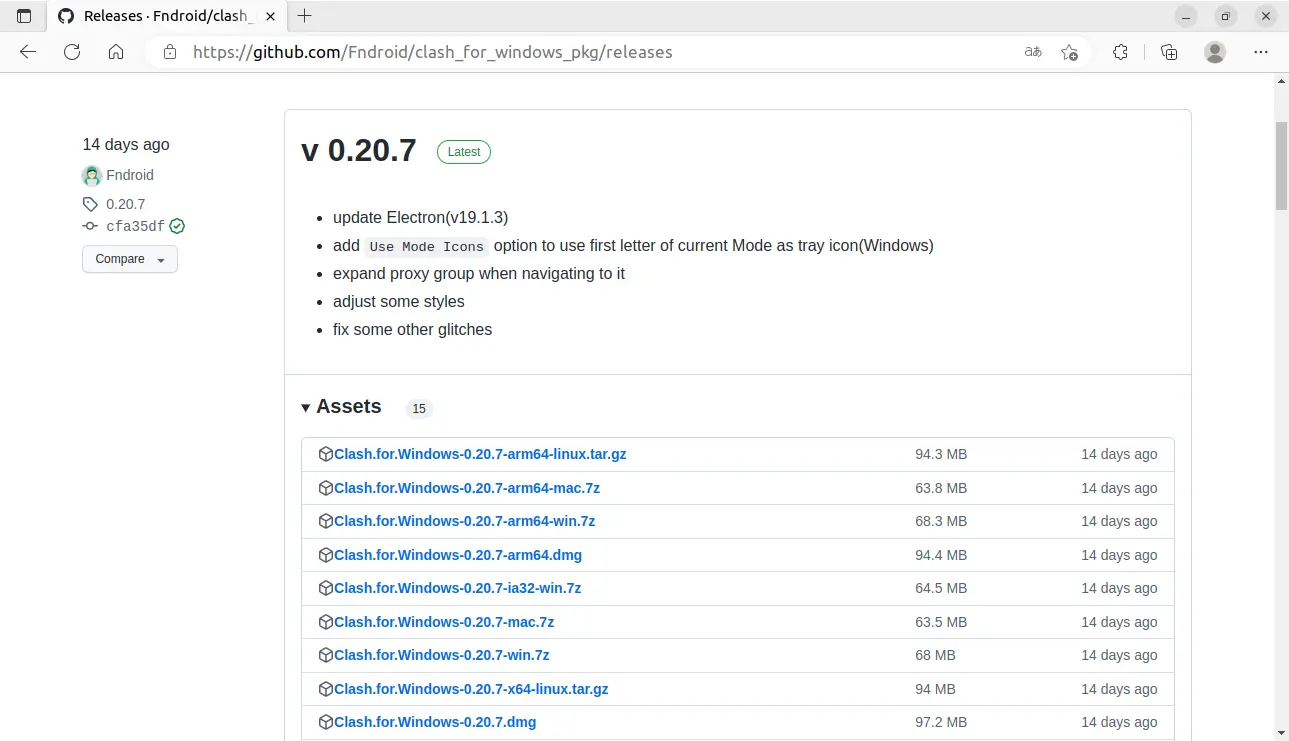 Releases · Fndroid/clash_
https://github.com/Fndroid/clash_for_windows_pkg/releases
aあ
14 days ago
Fndroid
0.20.7
cfa35df
Compare
v 0.20.7
Latest
update Electron(v19.1.3)
add Use Mode Icons option to use first letter of current Mode as tray icon(Windows)
expand proxy group when navigating to it
adjust some styles
fix some other glitches
Assets 15
Clash.for.Windows-0.20.7-arm64-linux.tar.gz 94.3 MB 14 days ago
Clash.for.Windows-0.20.7-arm64-mac.7z 63.8 MB 14 days ago
Clash.for.Windows-0.20.7-arm64-win.7z 68.3 MB 14 days ago
Clash.for.Windows-0.20.7-arm64.dmg 94.4 MB 14 days ago
Clash.for.Windows-0.20.7-ia32-win.7z 64.5 MB 14 days ago
Clash.for.Windows-0.20.7-mac.7z 63.5 MB 14 days ago
Clash.for.Windows-0.20.7-win.7z 68 MB 14 days ago
Clash.for.Windows-0.20.7-x64-linux.tar.gz 94 MB 14 days ago
Clash.for.Windows-0.20.7.dmg 97.2 MB 14 days ago